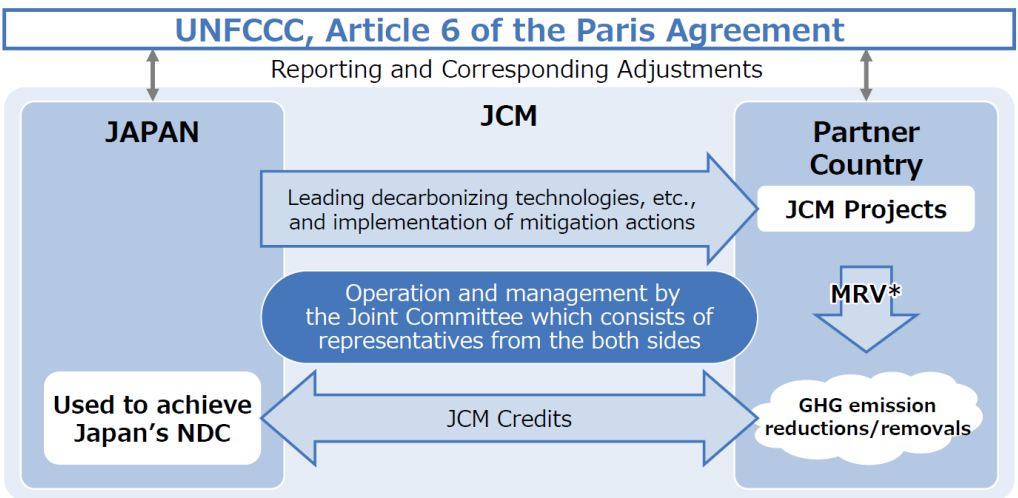 UNFCCC, Article 6 of the Paris Agreement
Reporting and Corresponding Adjustments
JAPAN
JCM
Partner
Country
Leading decarbonizing technologies, etc.,
and implementation of mitigation actions
JCM Projects
Operation and management by
the Joint Committee which consists of
representatives from the both sides
MRV*
Used to achieve
Japan's NDC
JCM Credits
GHG emission
reductions/removals